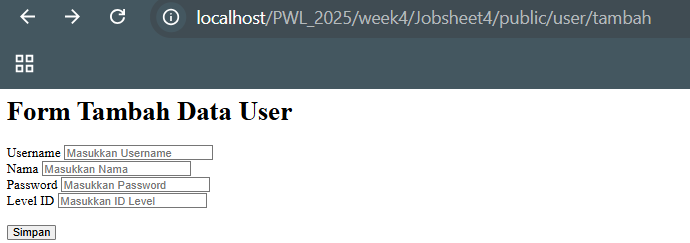 localhost/PWL_2025/week4/Jobsheet4/public/user/tambah
Form Tambah Data User
Username Masukkan Username
Nama Masukkan Nama
Password Masukkan Password
Level ID Masukkan ID Level
Simpan